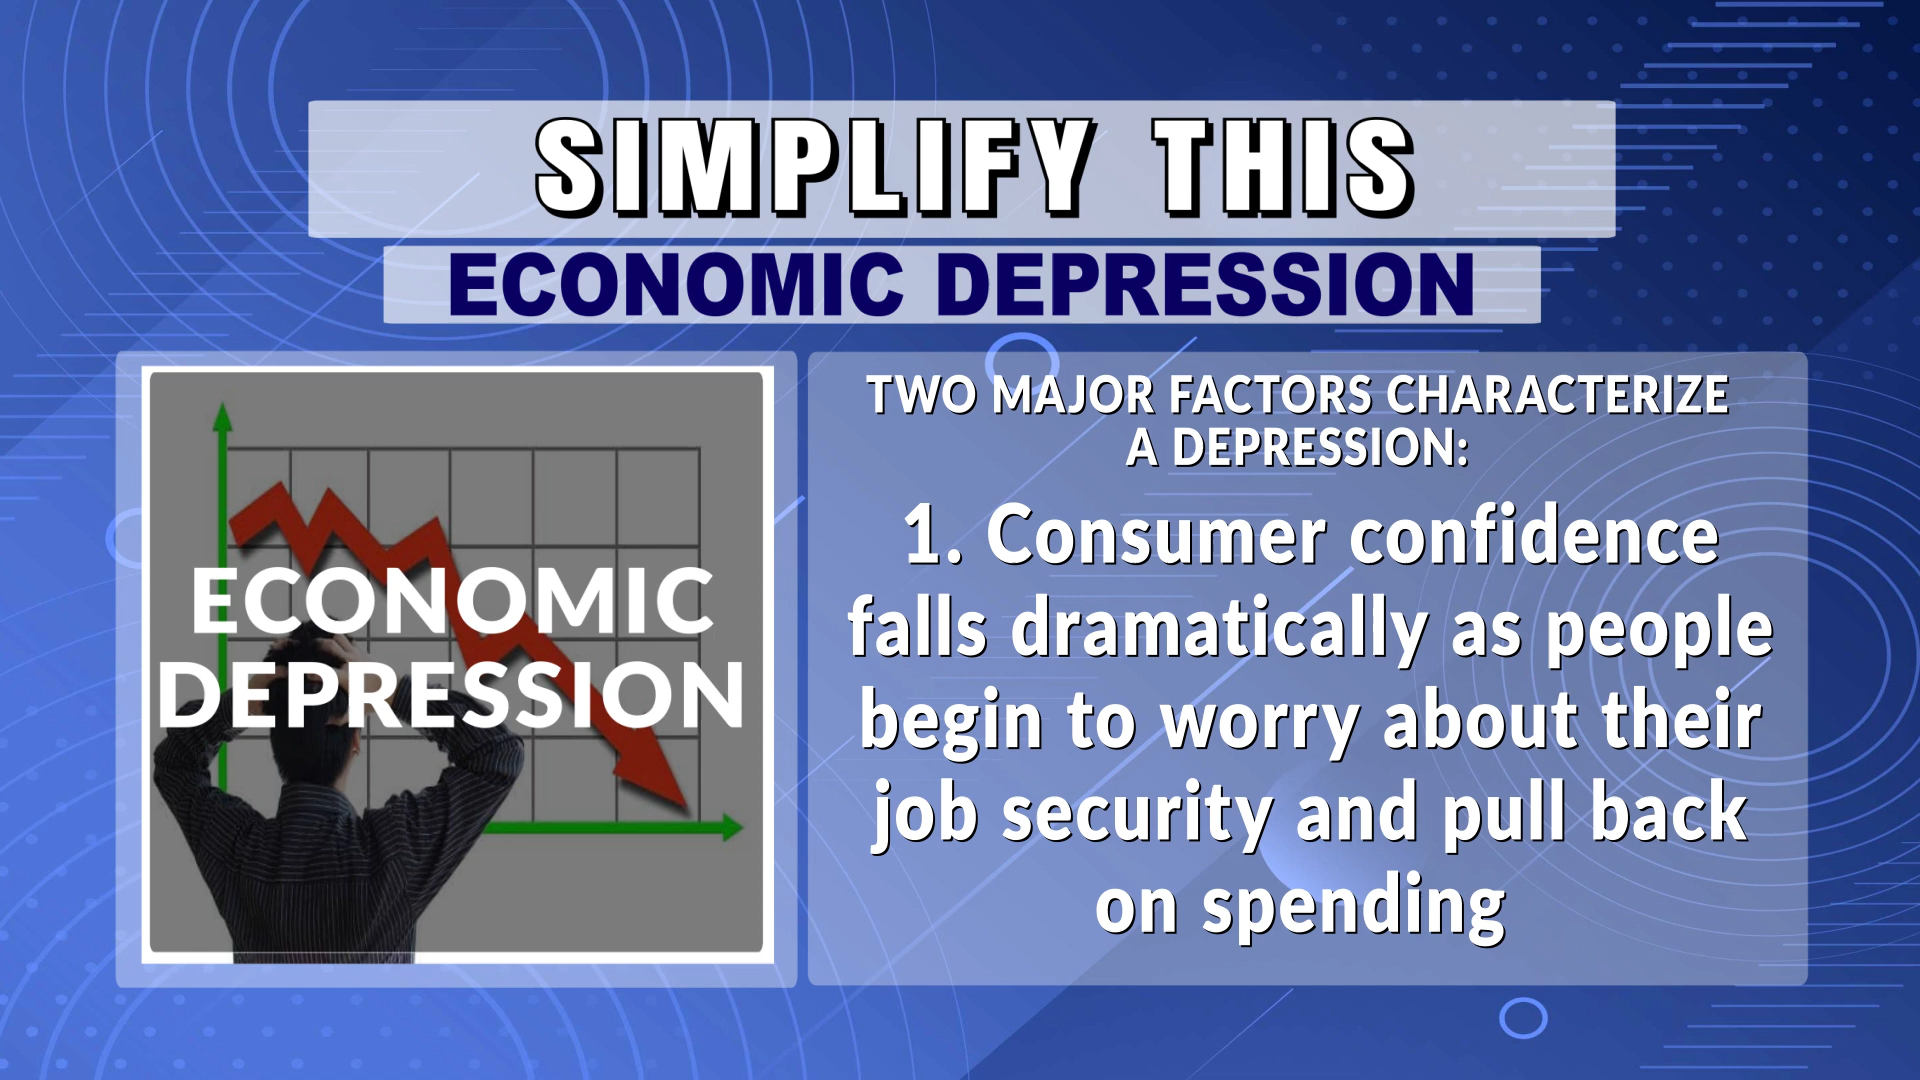 SIMPLIFY THIS
ECONOMIC DEPRESSION
ECONOMIC
DEPRESSION
TWO MAJOR FACTORS CHARACTERIZE
A DEPRESSION:
1. Consumer confidence
falls dramatically as people
begin to worry about their
job security and pull back
on spending